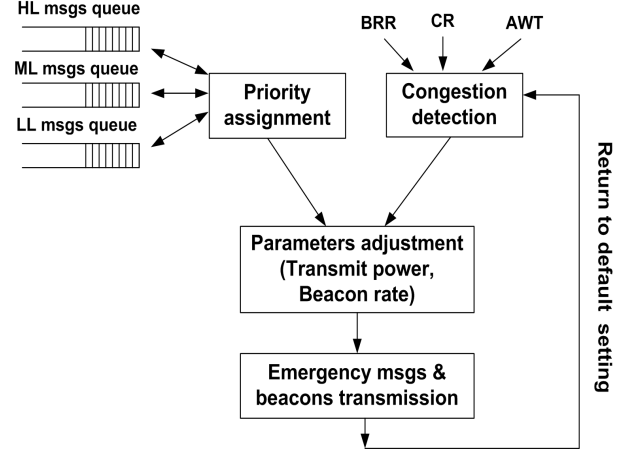 HL msgs queue
ML msgs queue
LL msgs queue
BRR
CR
AWT
Priority
assignment
Congestion
detection
Parameters adjustment
(Transmit power,
Beacon rate)
Emergency msgs &
beacons transmission
Return to default setting